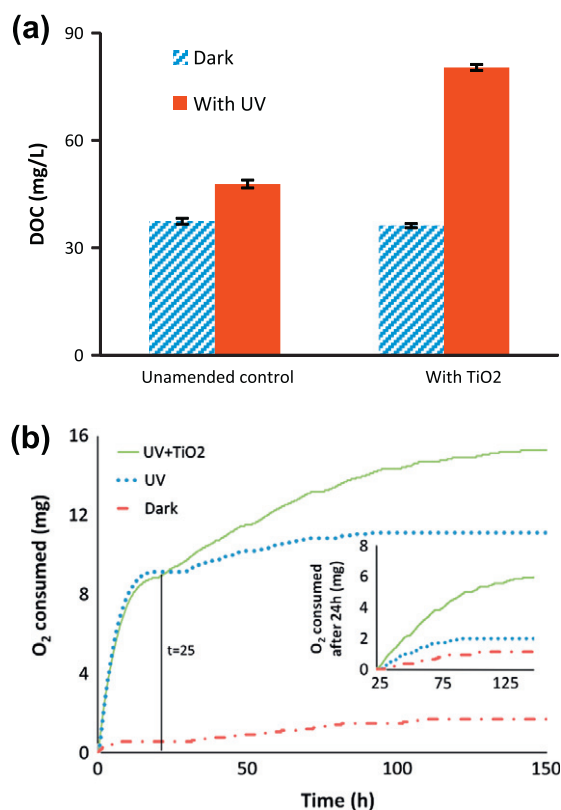 (a)
90
60
30
0
DOC (mg/L)
Dark
With UV
Unamended control
With TiO2
(b)
16
12
8
4
0
O₂ consumed (mg)
UV+TiO2
UV
Dark
t=25
8
6
4
2
0
O₂ consumed
after 24h (mg)
25
75
125
0
50
100
150
Time (h)